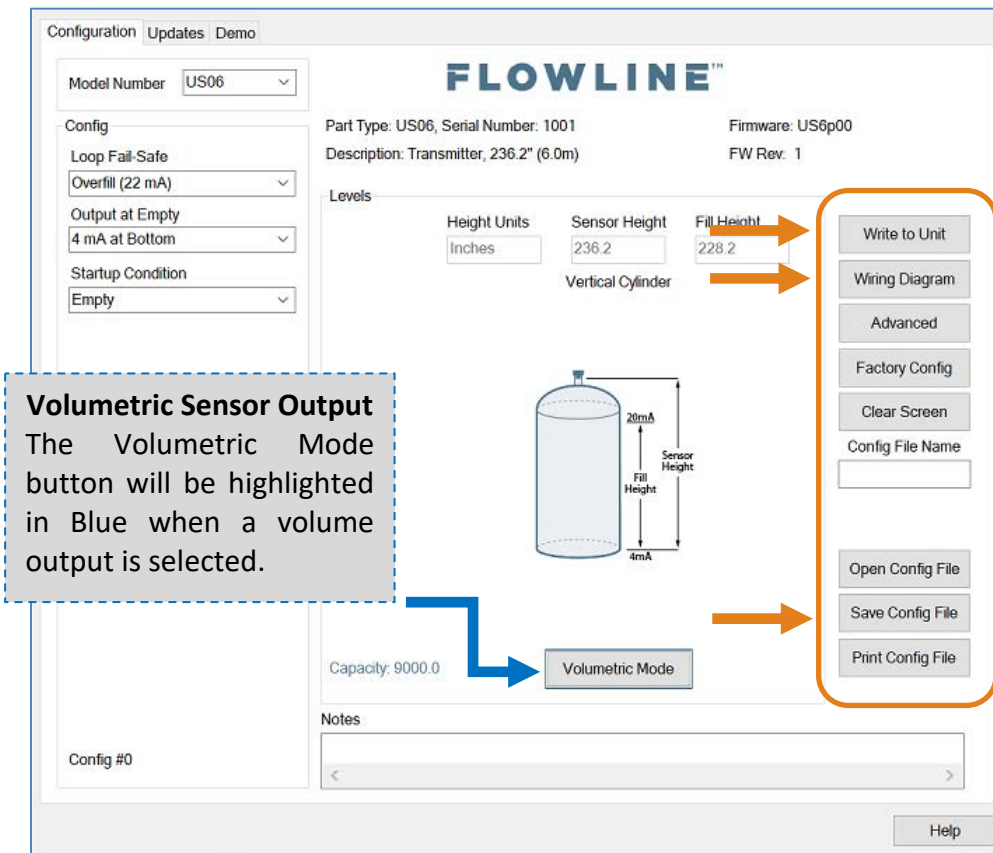 Configuration Updates Demo
Model Number US06
FLOWLINE™
Config
Loop Fail-Safe
Overfill (22 mA)
Output at Empty
4 mA at Bottom
Startup Condition
Empty
Part Type: US06, Serial Number: 1001
Firmware: US6p00
Description: Transmitter, 236.2" (6.0m)
FW Rev: 1
Levels
Height Units Sensor Height Fill Height
Inches 236.2 228.2
Vertical Cylinder
20mA
Sensor
Height
Fill
Height
4mA
Write to Unit
Wiring Diagram
Advanced
Factory Config
Clear Screen
Config File Name
Open Config File
Save Config File
Print Config File
Volumetric Sensor Output
The Volumetric Mode
button will be highlighted
in Blue when a volume
output is selected.
Capacity: 9000.0
Volumetric Mode
Notes
Config #0
Help